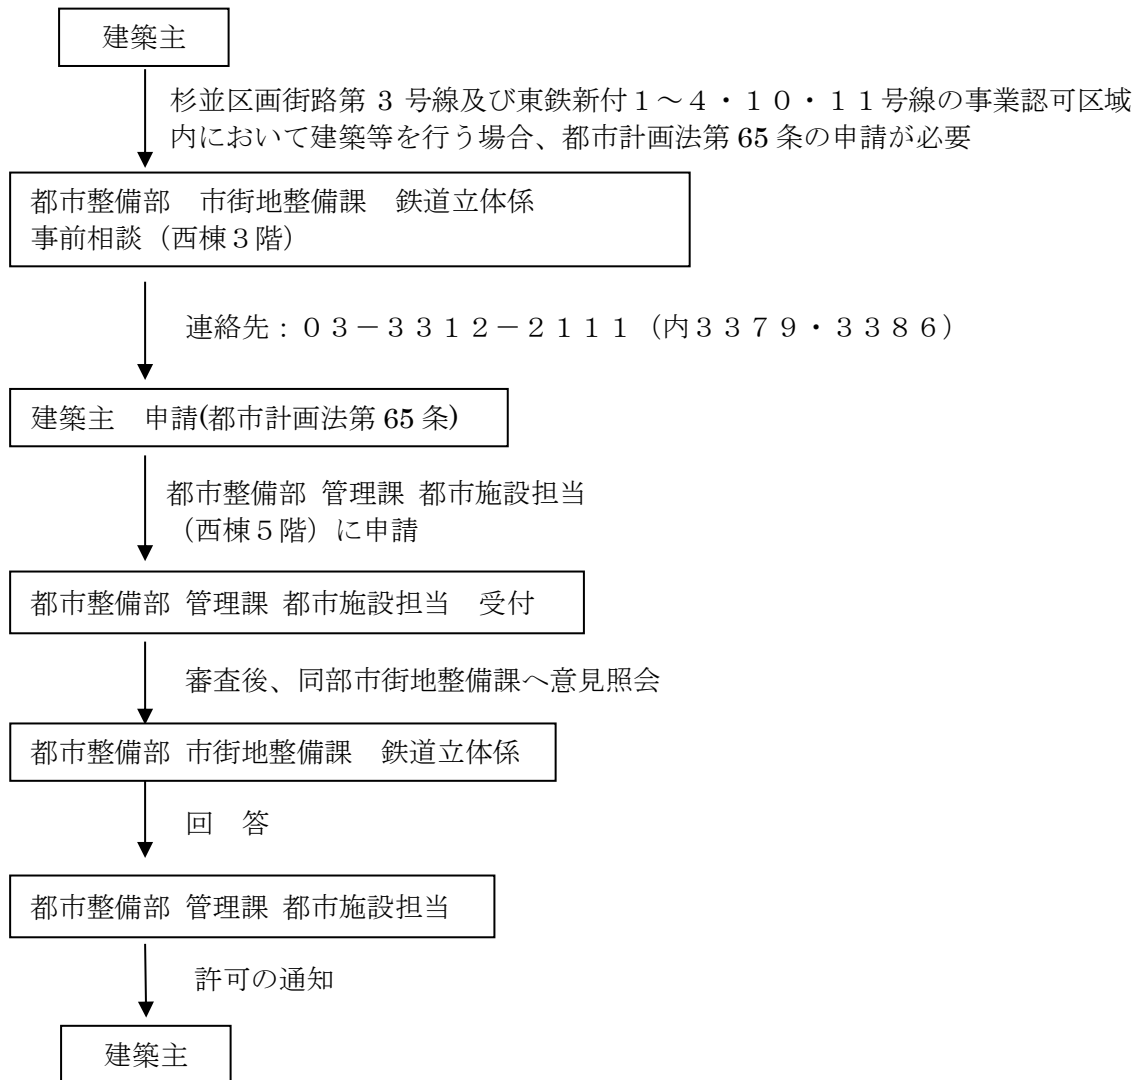 建築主
杉並区画街路第 3 号線及び東鉄新付１～４・１０・１１号線の事業認可区域
内において建築等を行う場合、都市計画法第 65 条の申請が必要
都市整備部　市街地整備課　鉄道立体係
事前相談（西棟３階）
連絡先：０３－３３１２－２１１１（内３３７９・３３８６）
建築主　申請(都市計画法第 65 条)
都市整備部 管理課 都市施設担当
（西棟５階）に申請
都市整備部 管理課 都市施設担当　受付
審査後、同部市街地整備課へ意見照会
都市整備部 市街地整備課　鉄道立体係
回　答
都市整備部 管理課 都市施設担当
許可の通知
建築主